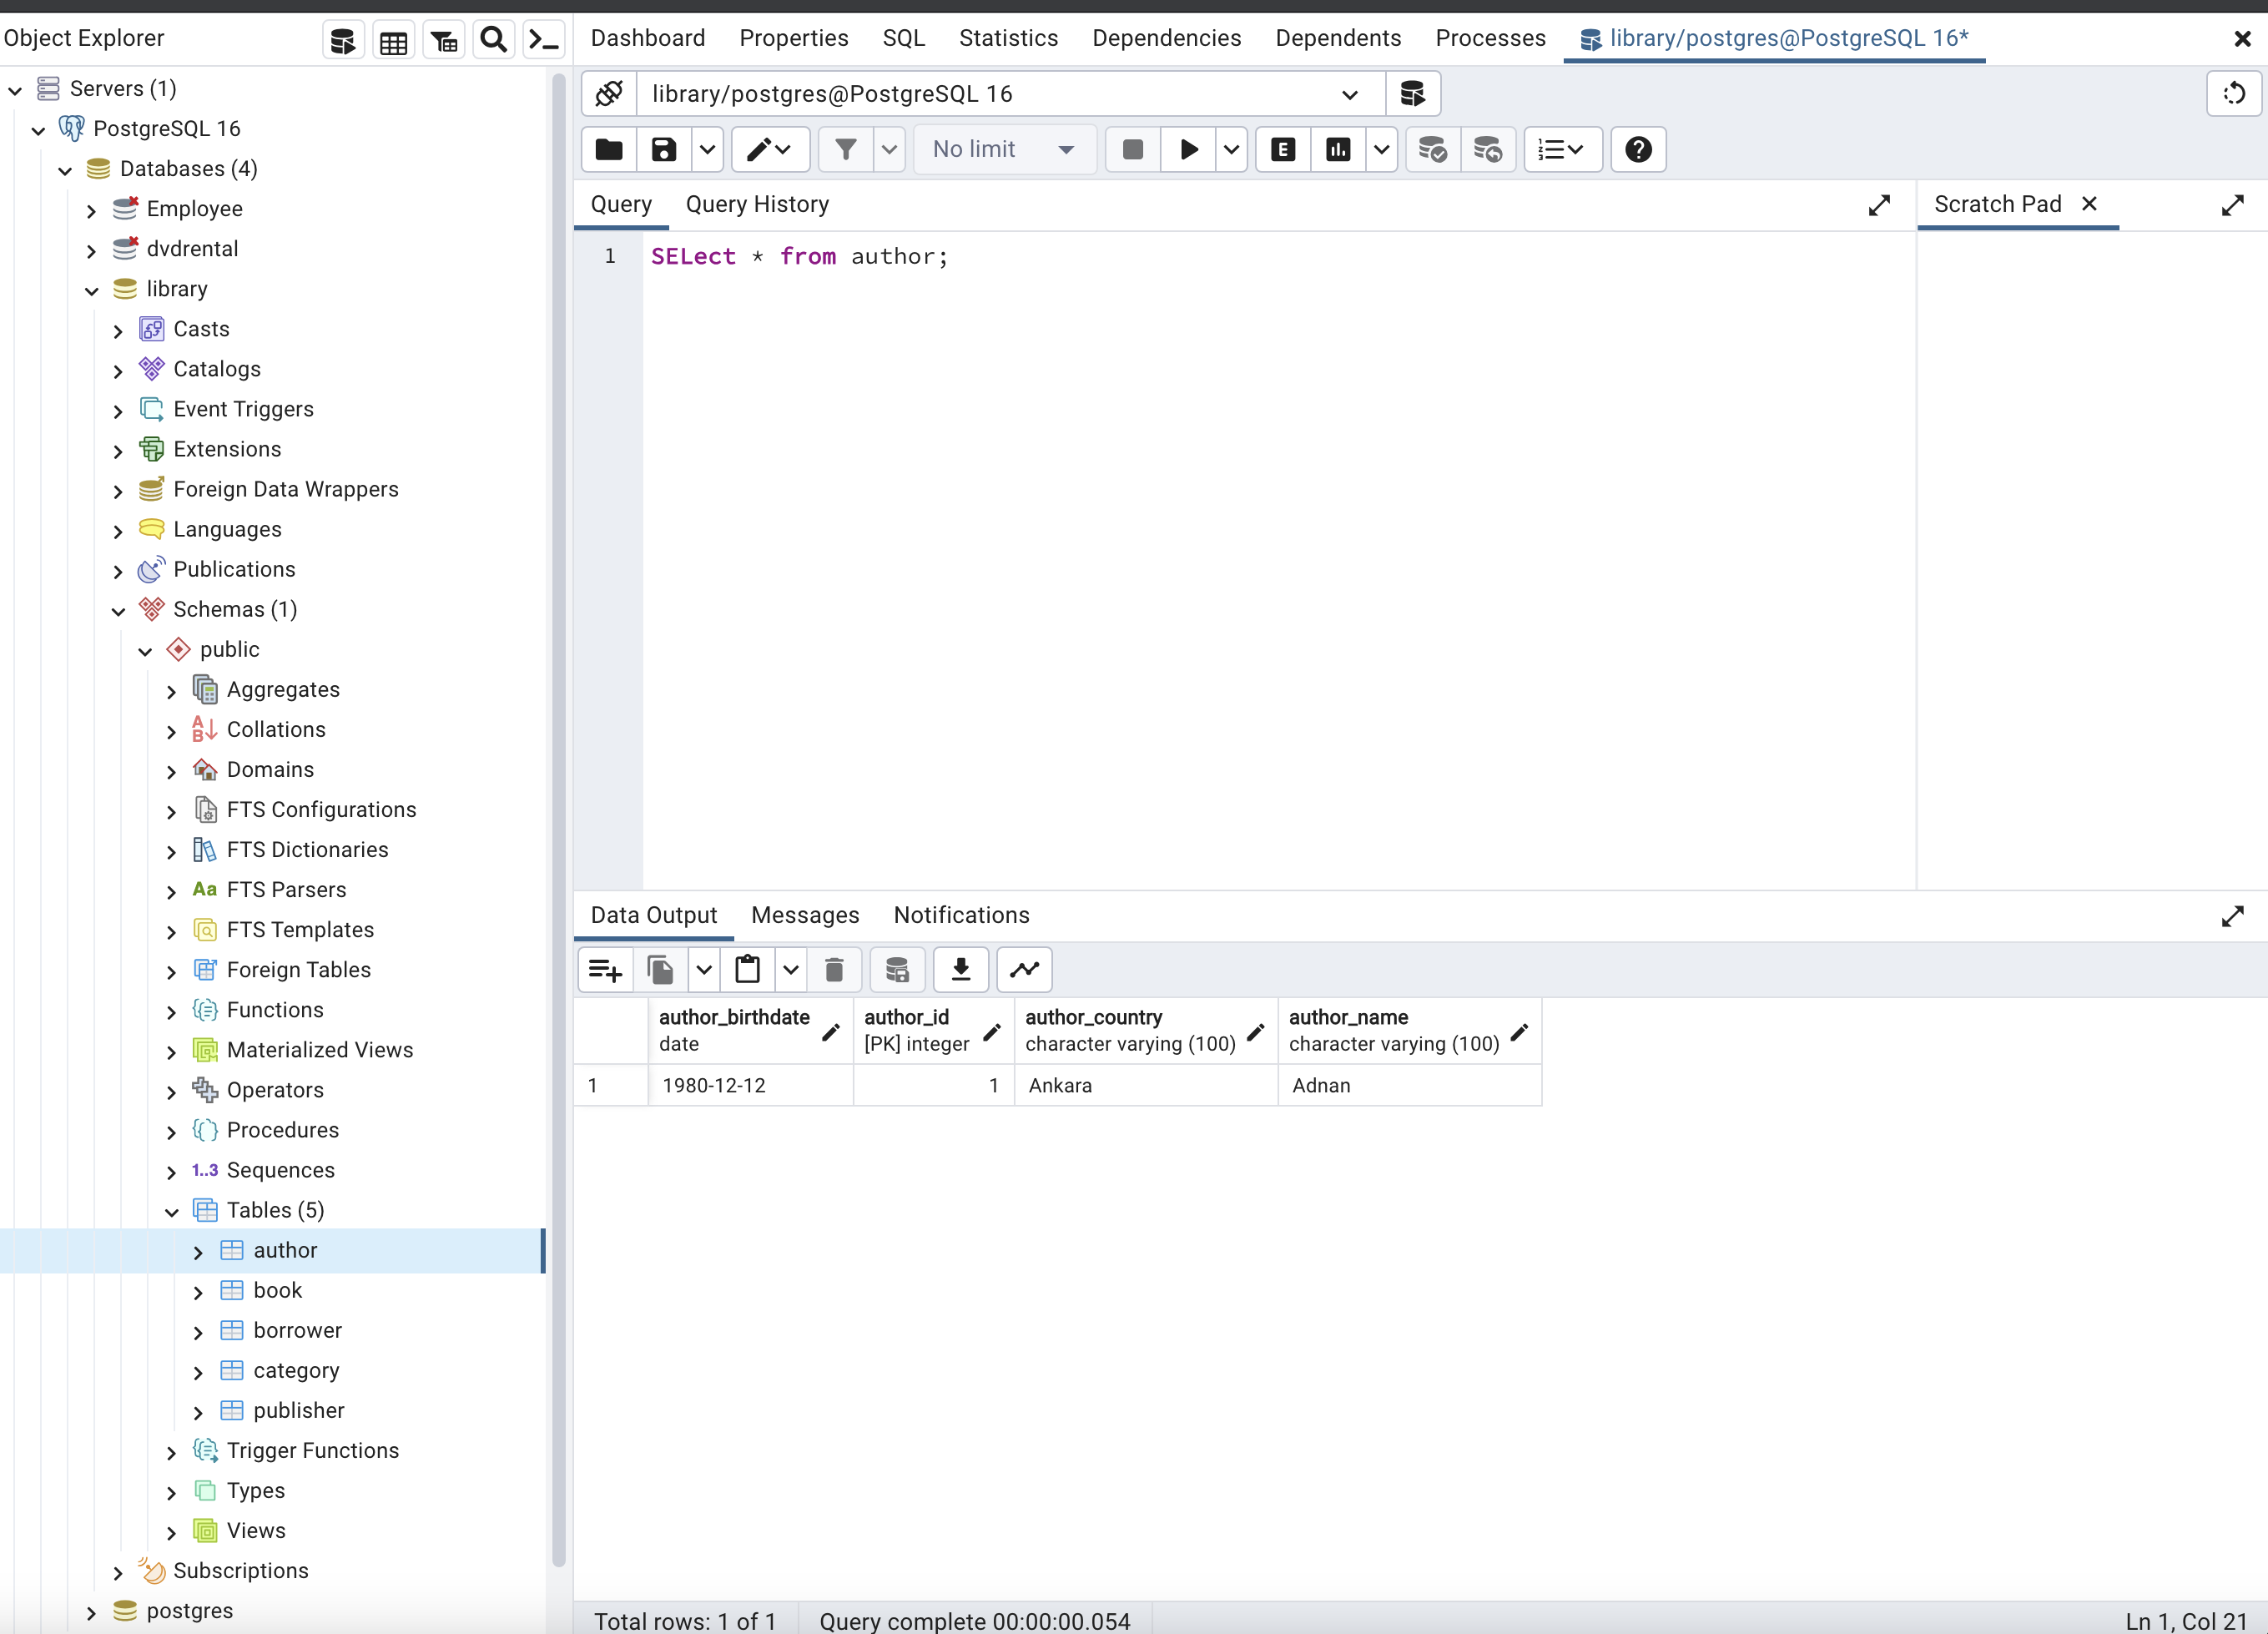 Object Explorer
Servers (1)
PostgreSQL 16
Databases (4)
Employee
dvdrental
library
Casts
Catalogs
Event Triggers
Extensions
Foreign Data Wrappers
Languages
Publications
Schemas (1)
public
Aggregates
Collations
Domains
FTS Configurations
FTS Dictionaries
Aa FTS Parsers
FTS Templates
Foreign Tables
Functions
Materialized Views
Operators
Procedures
1..3 Sequences
Tables (5)
author
book
borrower
category
publisher
Trigger Functions
Types
Views
Subscriptions
postgres
Dashboard Properties SQL Statistics Dependencies Dependents Processes library/postgres@PostgreSQL 16*
library/postgres@PostgreSQL 16
No limit E
Query Query History
Scratch Pad
1 SELect * from author;
Data Output Messages Notifications
author_birthdate author_id author_country author_name
date [PK] integer character varying (100) character varying (100)
1 1980-12-12 1 Ankara Adnan
Total rows: 1 of 1 Query complete 00:00:00.054 Ln 1, Col 21